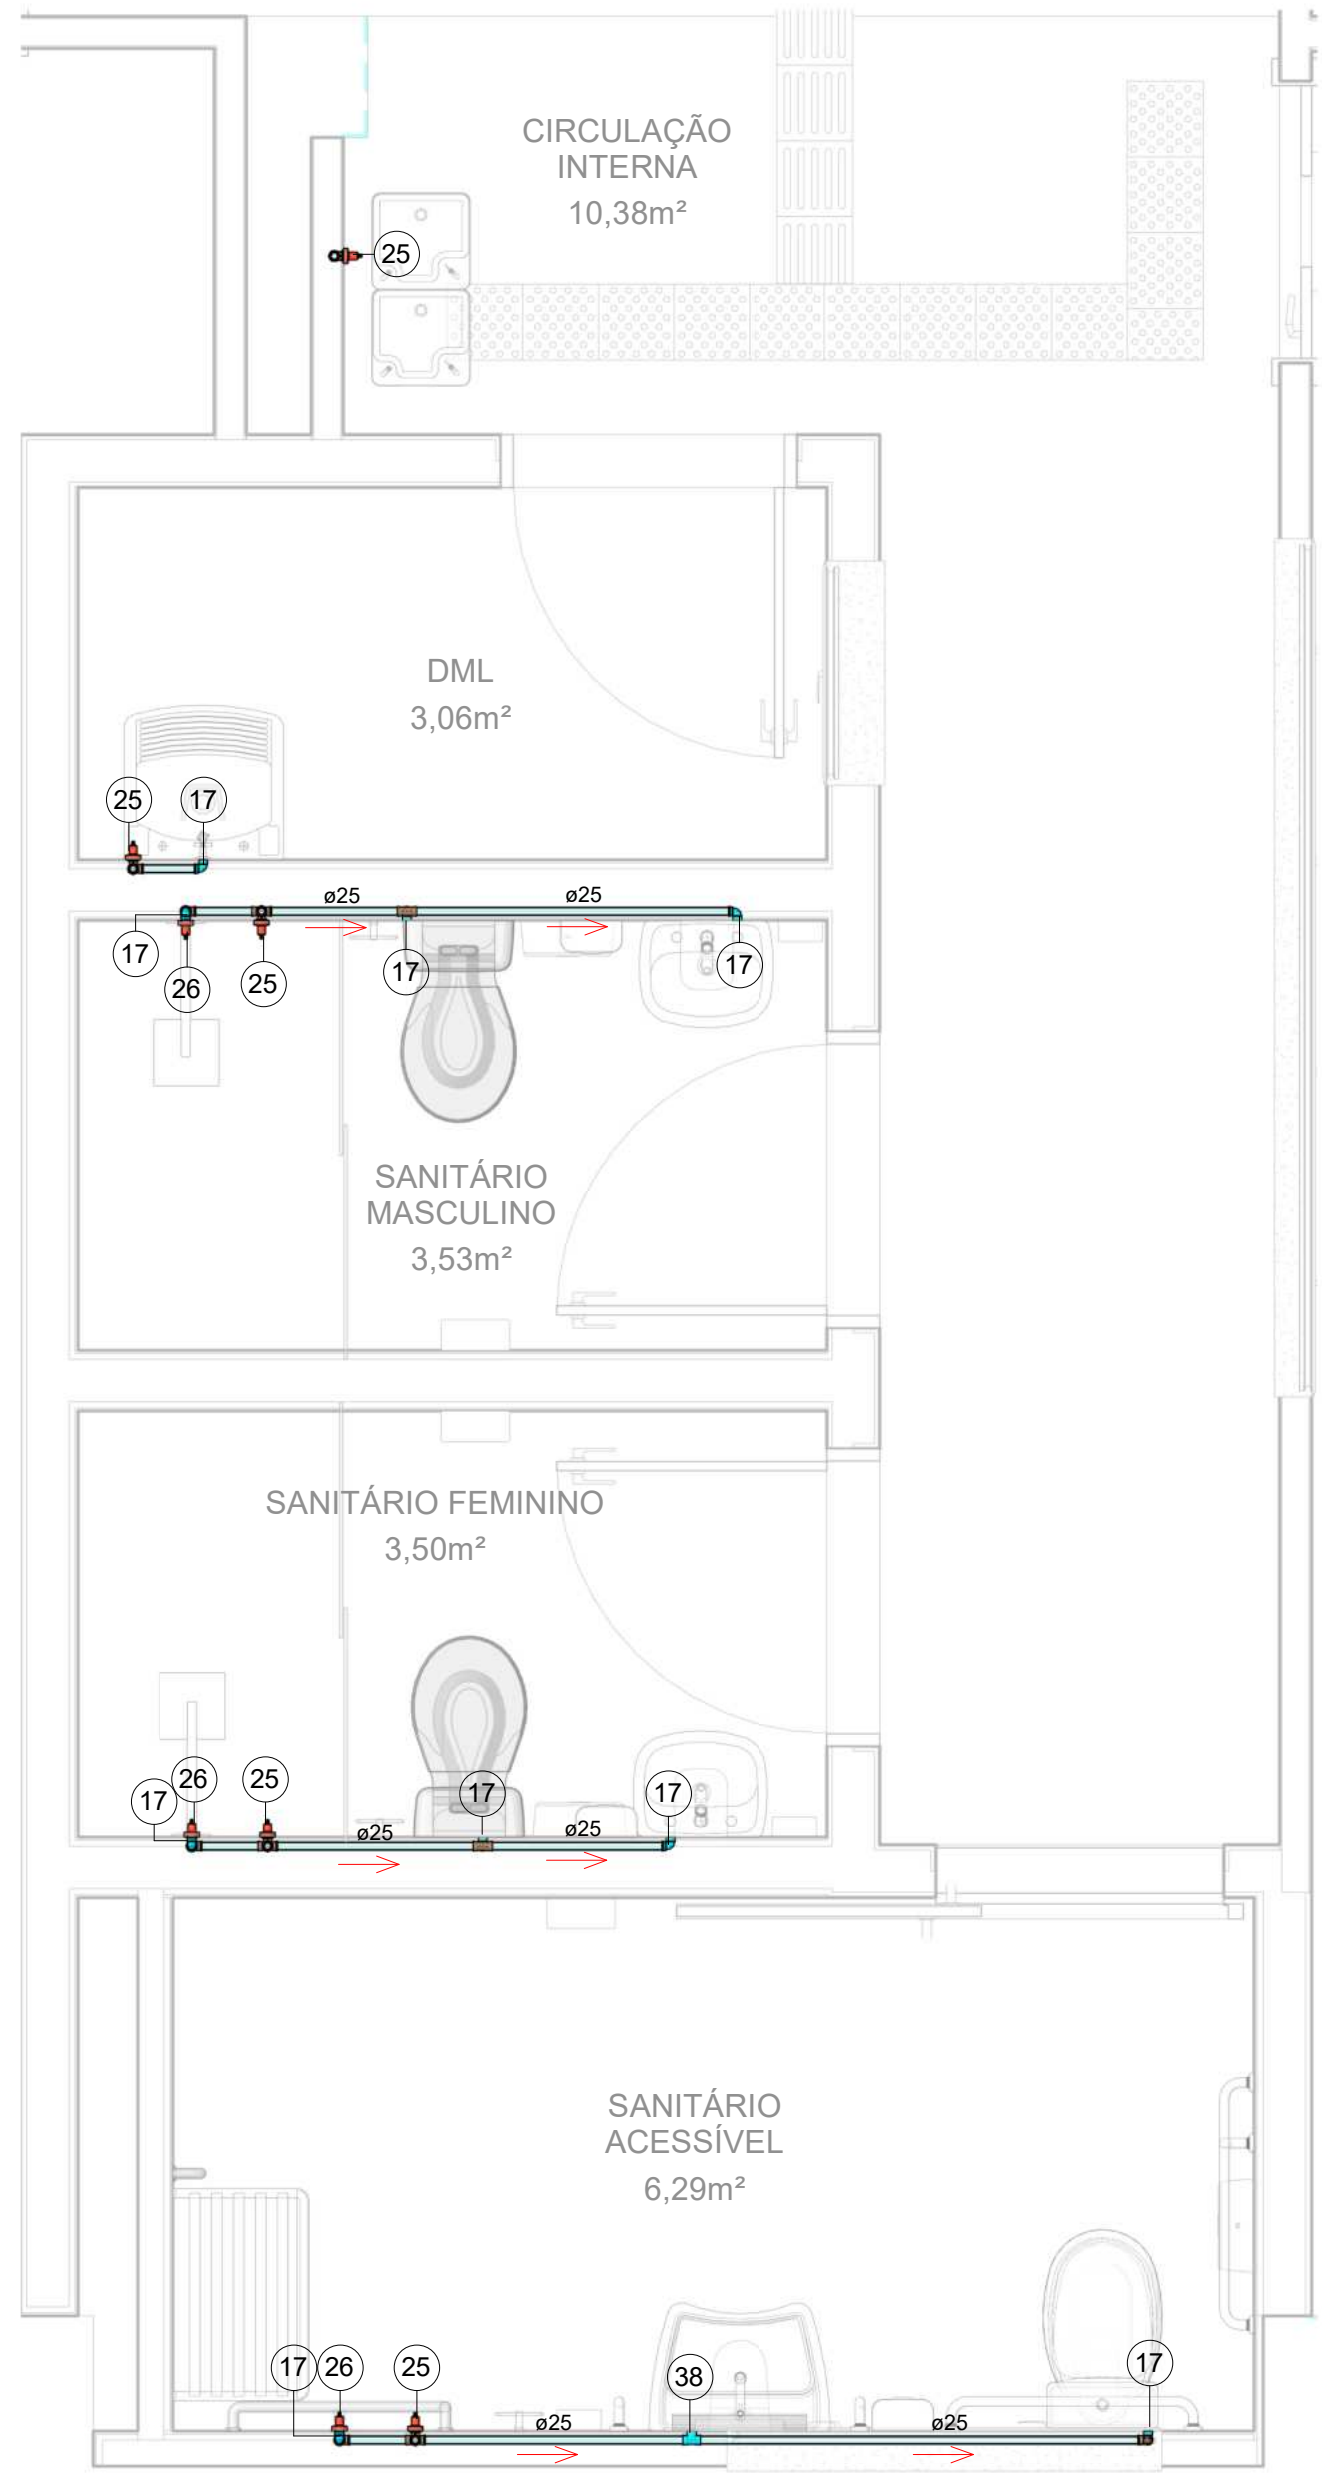 CIRCULAÇÃO
INTERNA
10,38m²
25
DML
3,06m²
25
17
ø25
ø25
17
26
25
17
17
SANITÁRIO
MASCULINO
3,53m²
SANITÁRIO FEMININO
3,50m²
17
26
25
17
17
ø25
ø25
SANITÁRIO
ACESSÍVEL
6,29m²
17
26
25
38
17
ø25
ø25